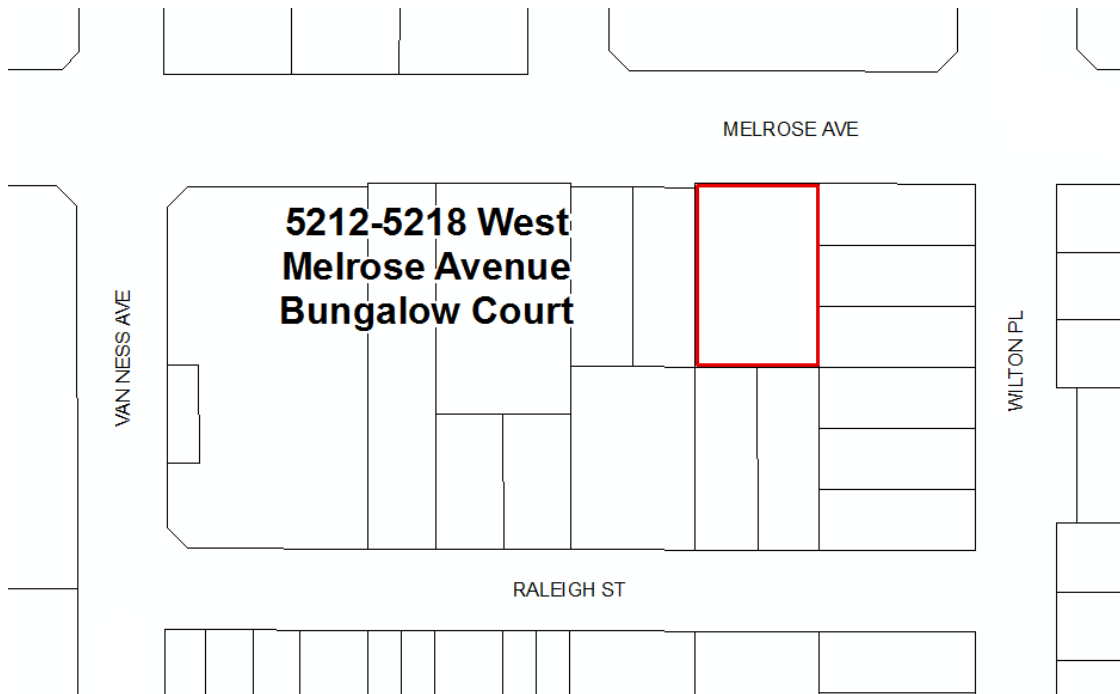 MELROSE AVE
5212-5218 West
Melrose Avenue
Bungalow Court
VAN NESS AVE
WILTON PL
RALEIGH ST